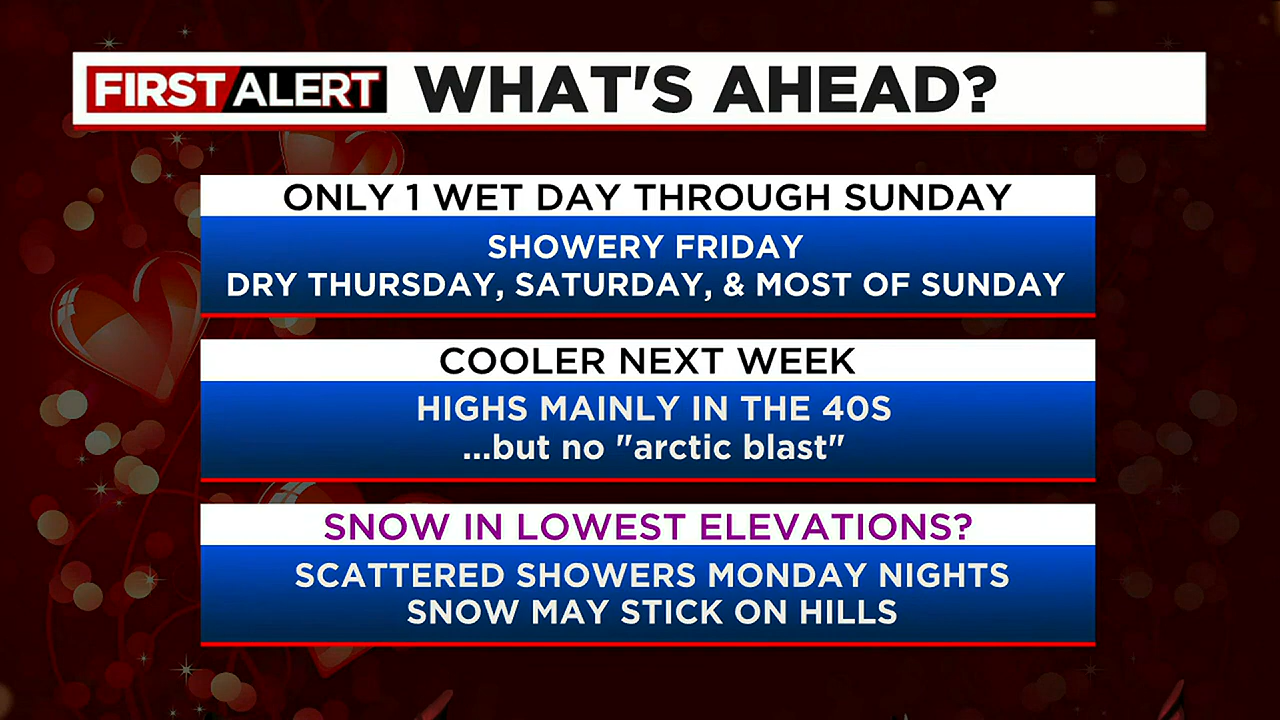 FIRST ALERT WHAT'S AHEAD?
ONLY 1 WET DAY THROUGH SUNDAY
SHOWERY FRIDAY
DRY THURSDAY, SATURDAY, & MOST OF SUNDAY
COOLER NEXT WEEK
HIGHS MAINLY IN THE 40S
...but no "arctic blast"
SNOW IN LOWEST ELEVATIONS?
SCATTERED SHOWERS MONDAY NIGHTS
SNOW MAY STICK ON HILLS